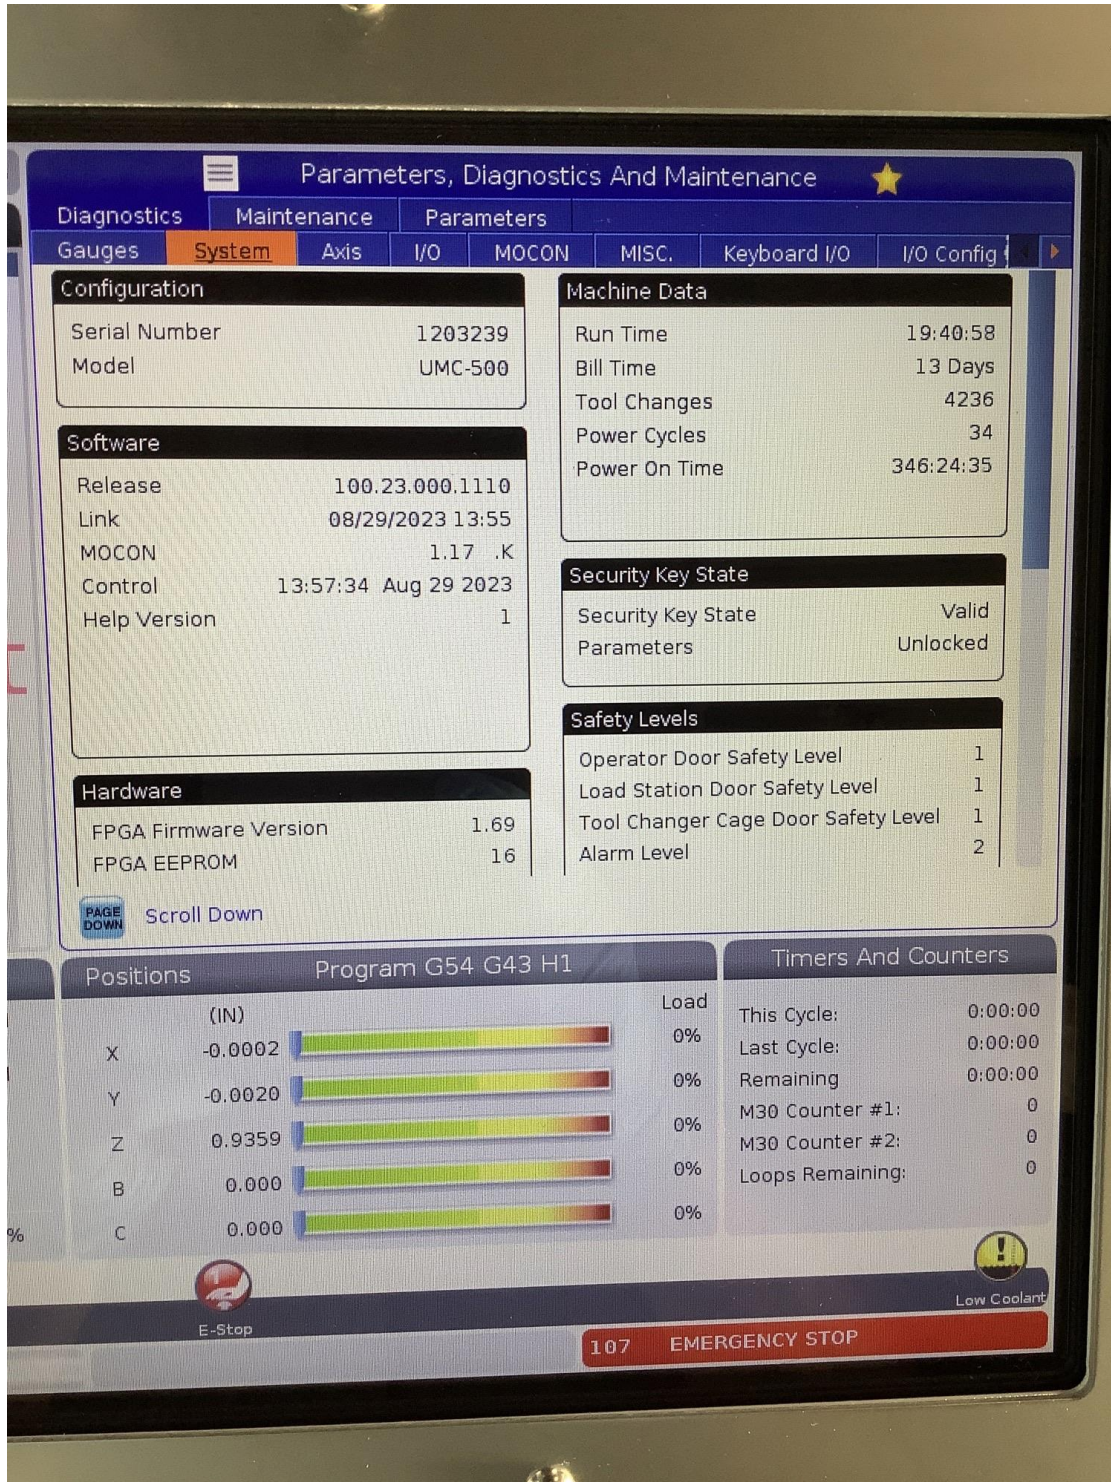 Parameters, Diagnostics And Maintenance
Diagnostics Maintenance Parameters
Gauges System Axis I/O MOCON MISC. Keyboard I/O I/O Config
Configuration
Serial Number 1203239
Model UMC-500
Software
Release 100.23.000.1110
Link 08/29/2023 13:55
MOCON 1.17 .K
Control 13:57:34 Aug 29 2023
Help Version 1
Hardware
FPGA Firmware Version 1.69
FPGA EEPROM 16
Machine Data
Run Time 19:40:58
Bill Time 13 Days
Tool Changes 4236
Power Cycles 34
Power On Time 346:24:35
Security Key State
Security Key State Valid
Parameters Unlocked
Safety Levels
Operator Door Safety Level 1
Load Station Door Safety Level 1
Tool Changer Cage Door Safety Level 1
Alarm Level 2
PAGE
DOWN
Scroll Down
Positions Program G54 G43 H1
(IN) Load
X -0.0002 0%
Y -0.0020 0%
Z 0.9359 0%
B 0.000 0%
C 0.000 0%
Timers And Counters
This Cycle: 0:00:00
Last Cycle: 0:00:00
Remaining 0:00:00
M30 Counter #1: 0
M30 Counter #2: 0
Loops Remaining: 0
%
E-Stop
Low Coolant
107 EMERGENCY STOP